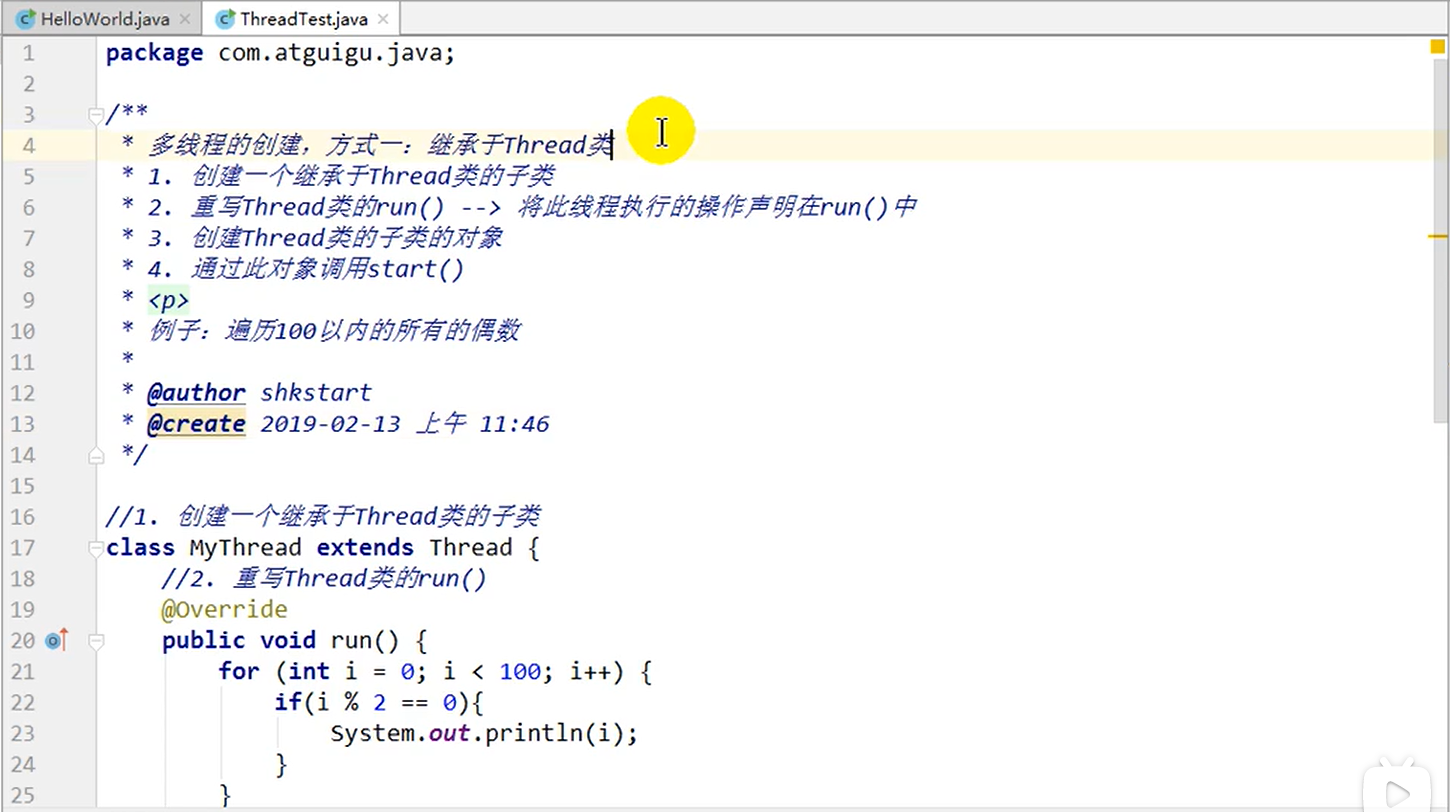 HelloWorld.java ThreadTest.java
1 package com.atguigu.java;
2
3 /**
4 * 多线程的创建，方式一：继承于Thread类
5 * 1. 创建一个继承于Thread类的子类
6 * 2. 重写Thread类的run() --> 将此线程执行的操作声明在run()中
7 * 3. 创建Thread类的子类的对象
8 * 4. 通过此对象调用start()
9 * <p>
10 * 例子：遍历100以内的所有的偶数
11 *
12 * @author shkstart
13 * @create 2019-02-13 上午 11:46
14 */
15
16 //1. 创建一个继承于Thread类的子类
17 class MyThread extends Thread {
18 //2. 重写Thread类的run()
19 @Override
20 public void run() {
21 for (int i = 0; i < 100; i++) {
22 if(i % 2 == 0){
23 System.out.println(i);
24 }
25 }